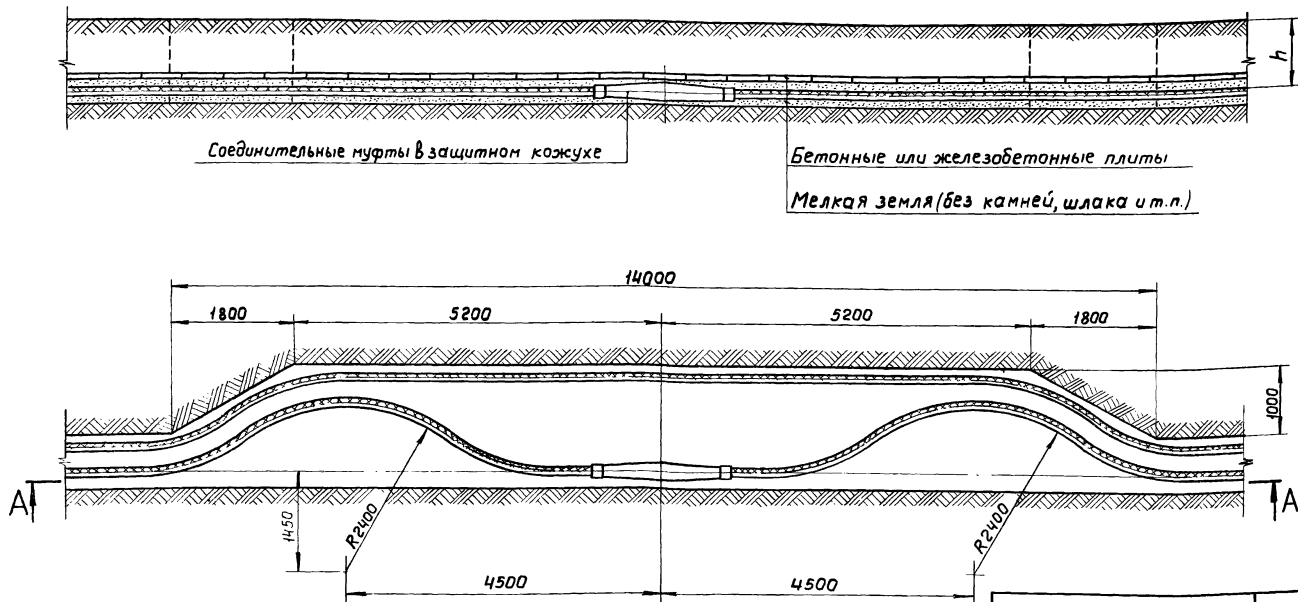 h
Соединительные муфты в защитном кожухе
Бетонные или железобетонные плиты
Мелкая земля (без камней, шлака и т.п.)
14000
1800
5200
5200
1800
1000
А
А
1450
R2400
R2400
4500
4500